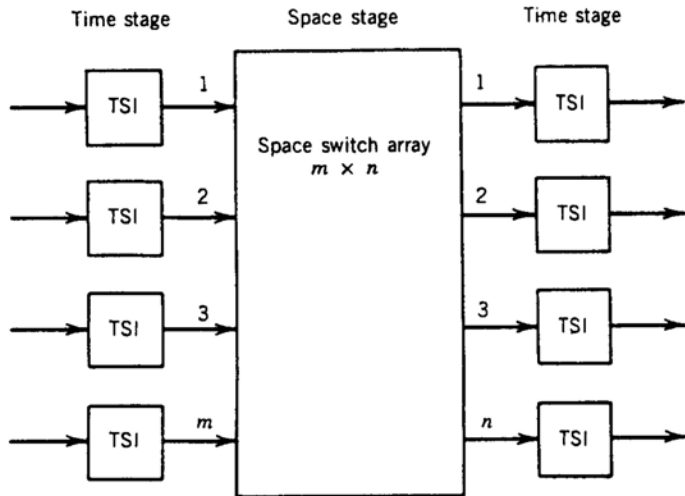 Time stage Space stage Time stage
TSI 1 1 TSI
Space switch array
m × n
TSI 2 2 TSI
TSI 3 3 TSI
TSI m n TSI